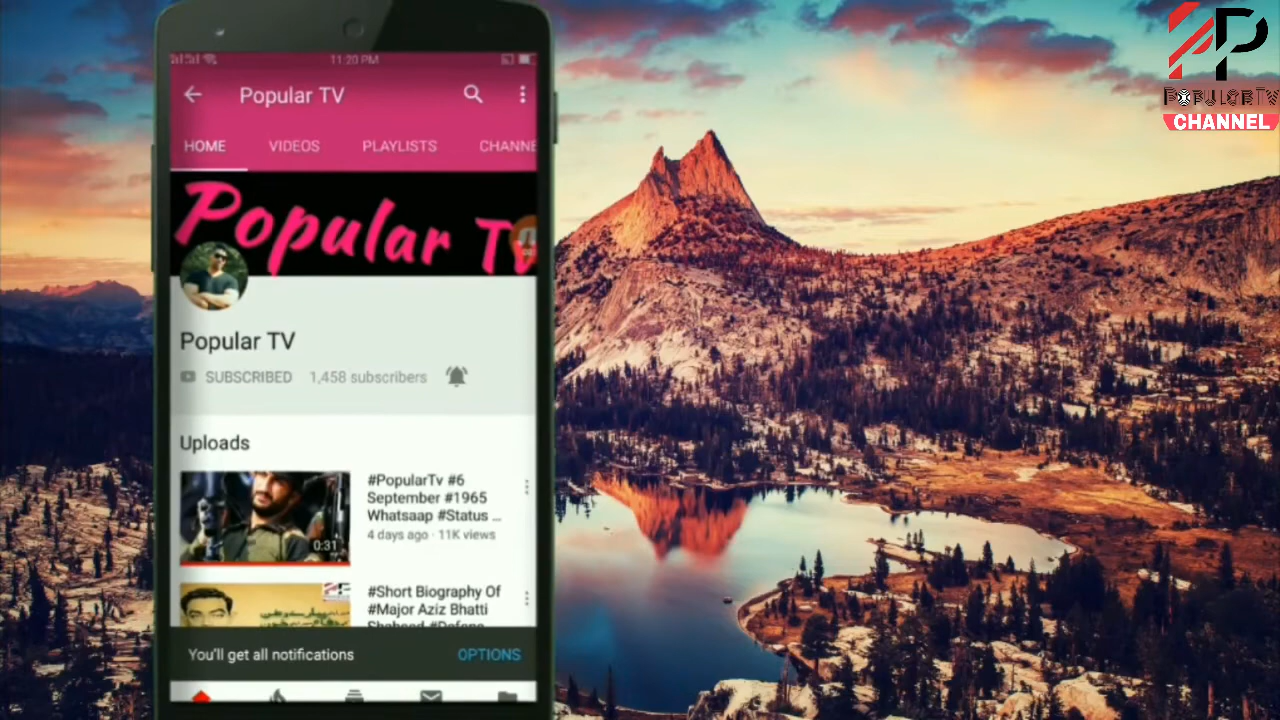 11:20 PM
Popular TV
HOME VIDEOS PLAYLISTS CHANNE
Popular Tv
Popular TV
SUBSCRIBED 1,458 subscribers
Uploads
#PopularTv #6
September #1965
Whatsaap #Status ...
4 days ago · 11K views
0:31
#Short Biography Of
#Major Aziz Bhatti
Shaheed #Defens
You'll get all notifications OPTIONS
PopularTV
CHANNEL